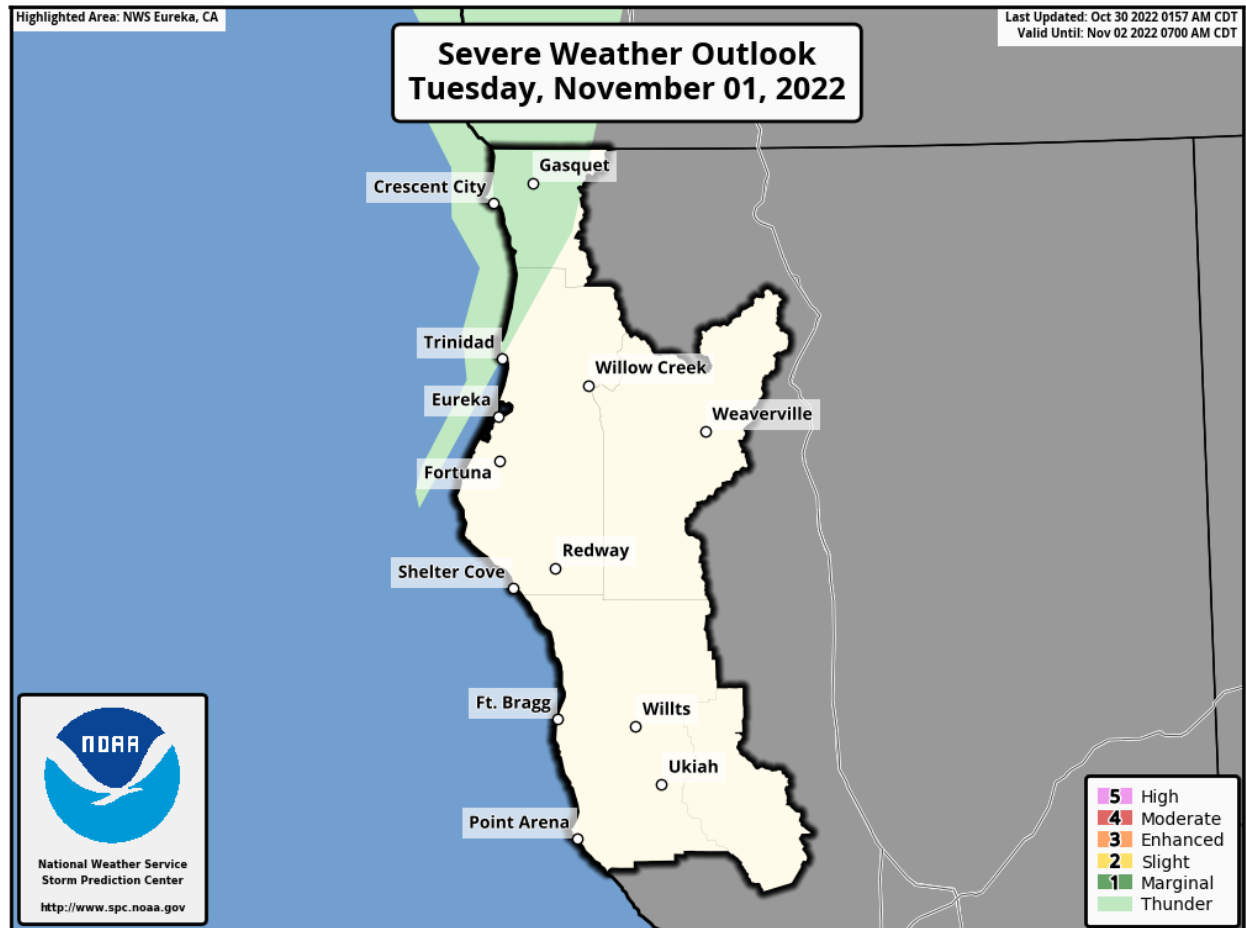 Highlighted Area: NWS Eureka, CA
Last Updated: Oct 30 2022 0157 AM CDT
Valid Until: Nov 02 2022 0700 AM CDT
Severe Weather Outlook
Tuesday, November 01, 2022
Gasquet
Crescent City
Trinidad
Willow Creek
Eureka
Weaverville
Fortuna
Redway
Shelter Cove
Ft. Bragg
Willts
Ukiah
Point Arena
NOAA
National Weather Service
Storm Prediction Center
http://www.spc.noaa.gov
5 High
4 Moderate
3 Enhanced
2 Slight
1 Marginal
Thunder